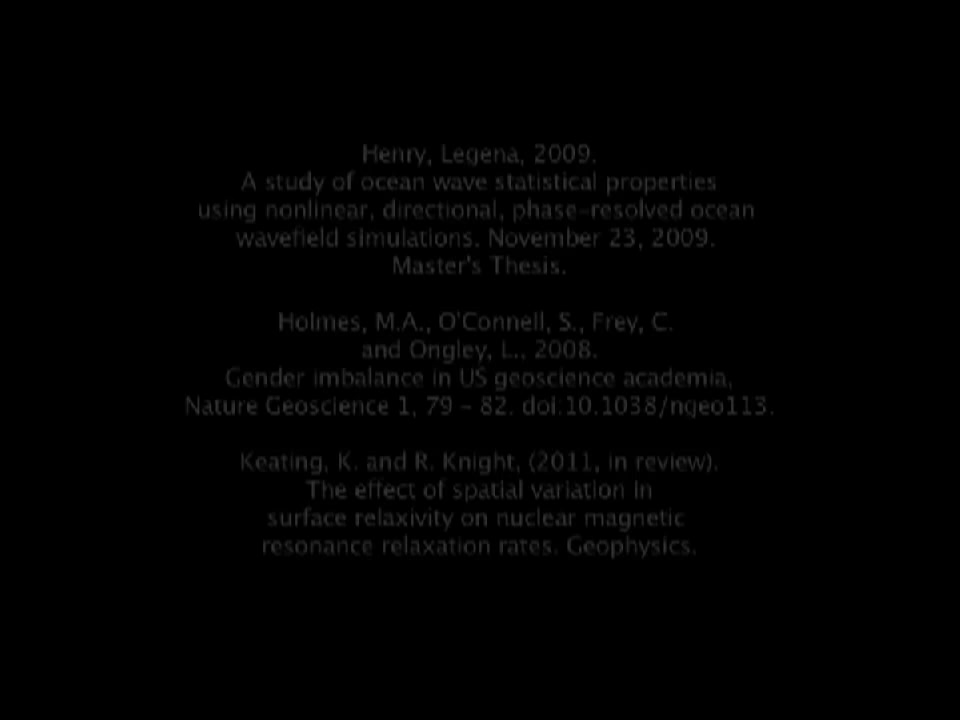 Henry, Legena, 2009.
A study of ocean wave statistical properties
using nonlinear, directional, phase-resolved ocean
wavefield simulations. November 23, 2009.
Master's Thesis.
Holmes, M.A., O'Connell, S., Frey, C.
and Ongley, L., 2008.
Gender imbalance in US geoscience academia,
Nature Geoscience 1, 79 - 82. doi:10.1038/ngeo113.
Keating, K. and R. Knight, (2011, in review).
The effect of spatial variation in
surface relaxivity on nuclear magnetic
resonance relaxation rates. Geophysics.